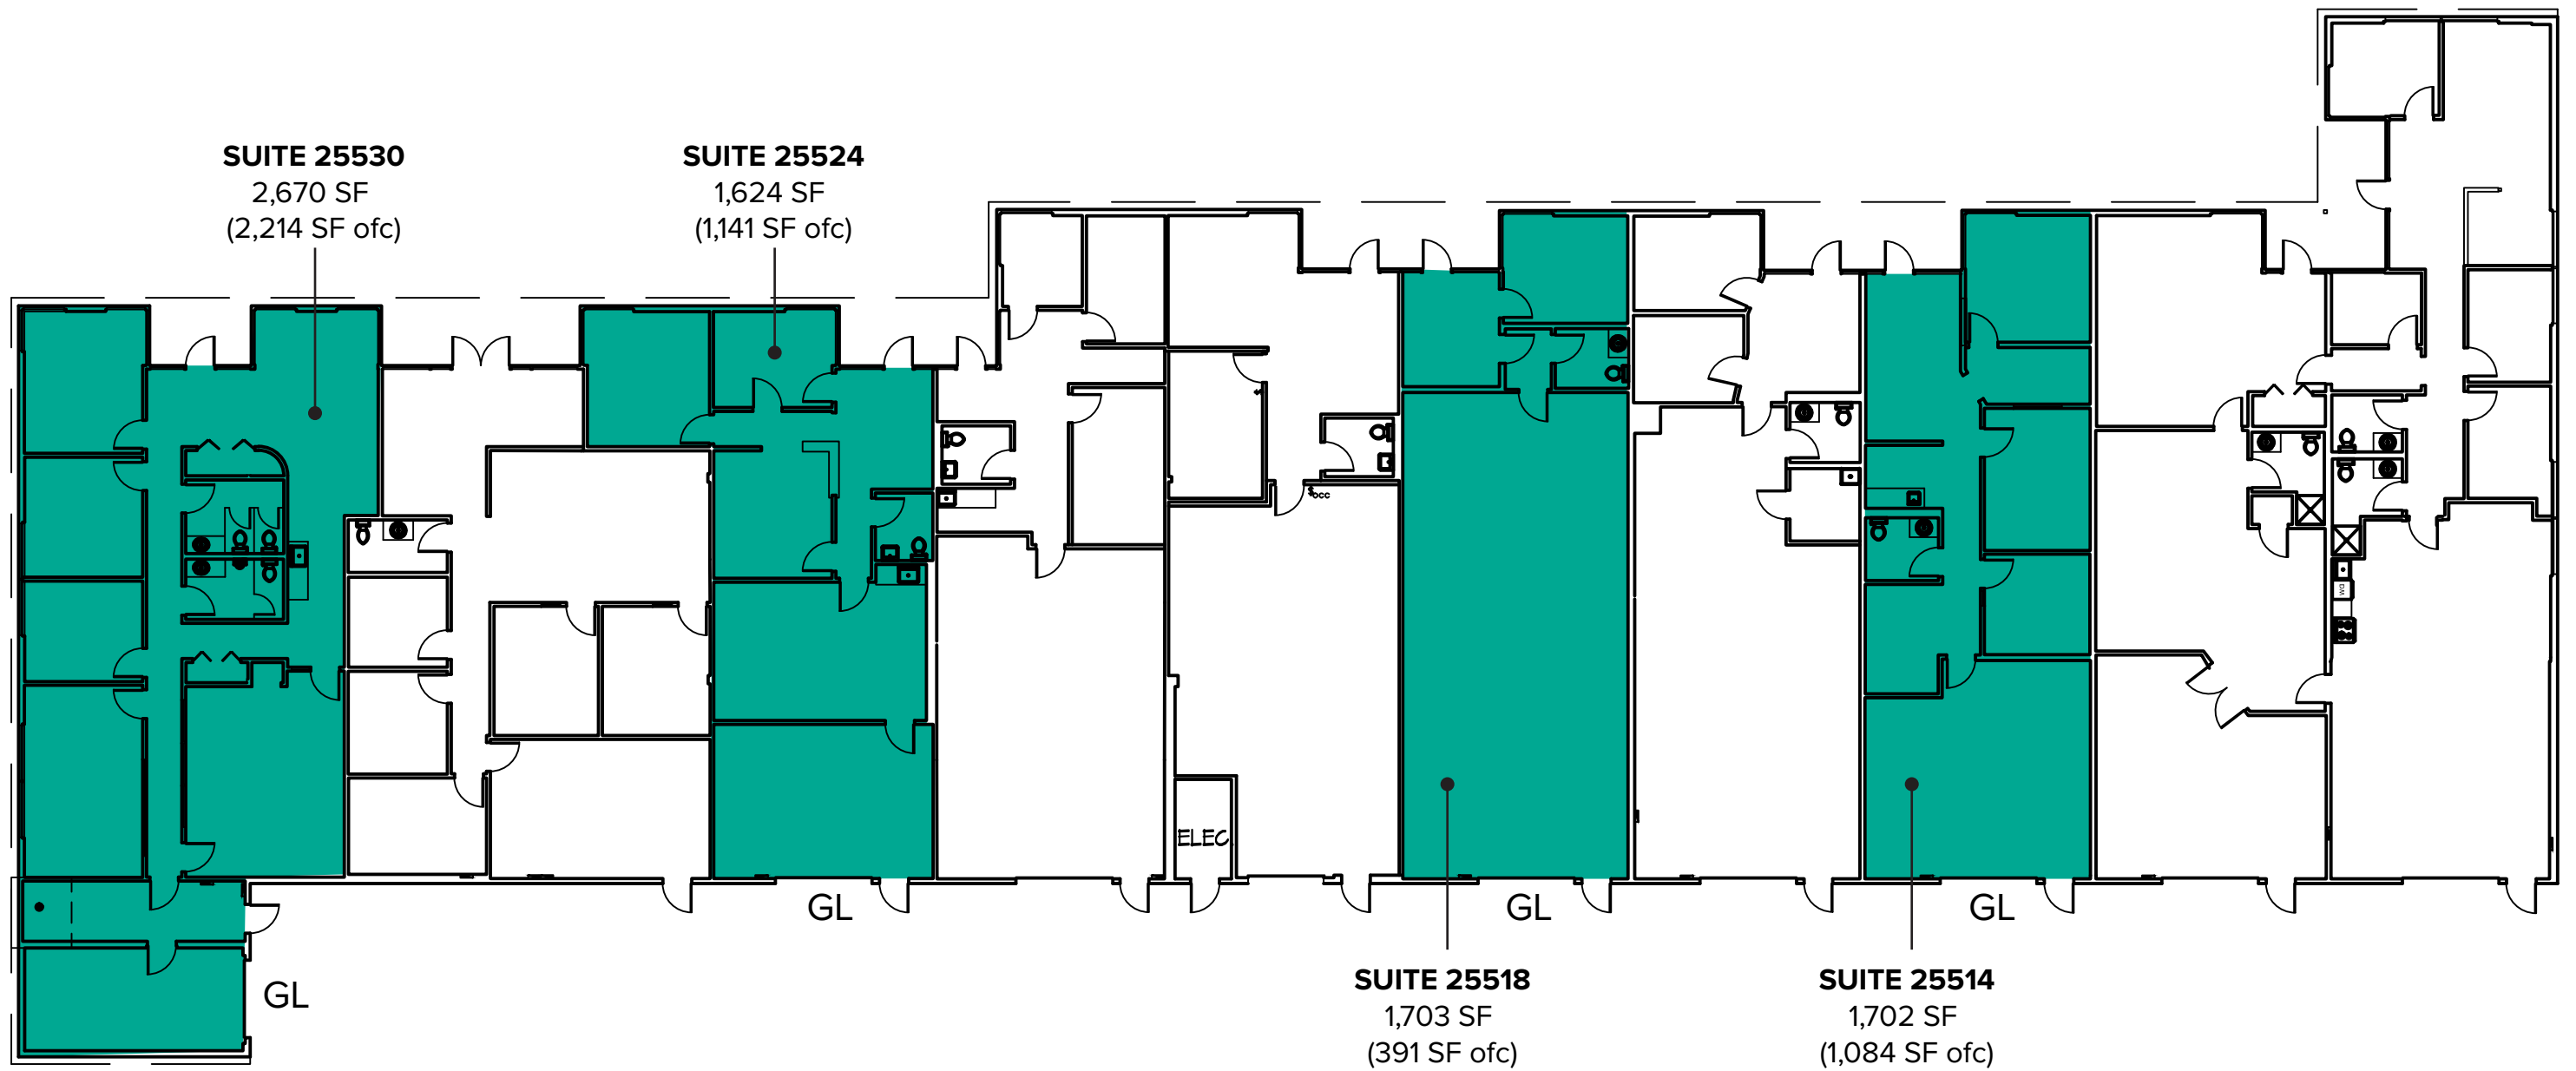 SUITE 25530
2,670 SF
(2,214 SF ofc)
SUITE 25524
1,624 SF
(1,141 SF ofc)
OCC
DW
ELEC
GL
GL
GL
GL
SUITE 25518
1,703 SF
(391 SF ofc)
SUITE 25514
1,702 SF
(1,084 SF ofc)